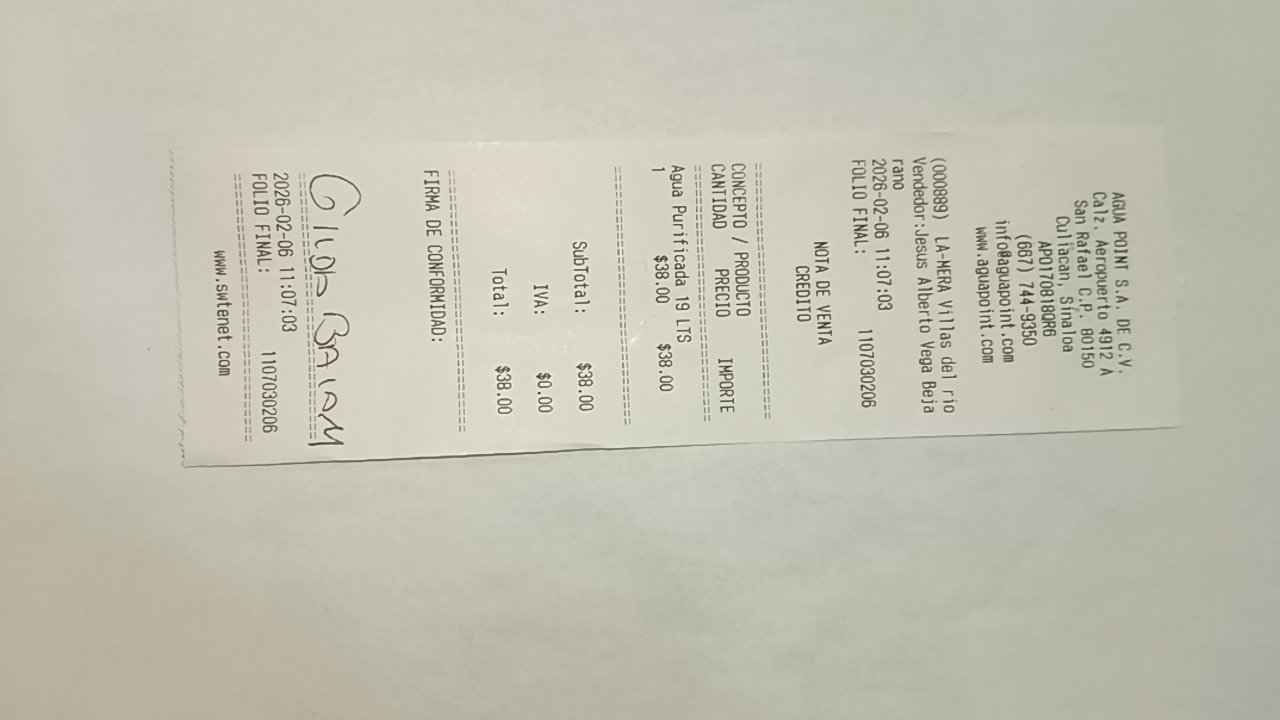 AGUA POINT S.A. DE C.V.
Calz. Aeropuerto 4912 A
San Rafael C.P. 80150
Culiacan, Sinaloa
APO170818QR6
(667) 744-9350
info@aguapoint.com
www.aguapoint.com
(000889) LA-MERA Villas del rio
Vendedor:Jesus Alberto Vega Beja
rano
2026-02-06 11:07:03
FOLIO FINAL: 1107030206
NOTA DE VENTA
CREDITO
================================
CONCEPTO / PRODUCTO
CANTIDAD PRECIO IMPORTE
================================
Agua Purificada 19 LTS
1 $38.00 $38.00
================================
SubTotal: $38.00
IVA: $0.00
Total: $38.00
================================
FIRMA DE CONFORMIDAD:
GILDA BALAM
================================
2026-02-06 11:07:03
FOLIO FINAL: 1107030206
================================
www.swtenet.com